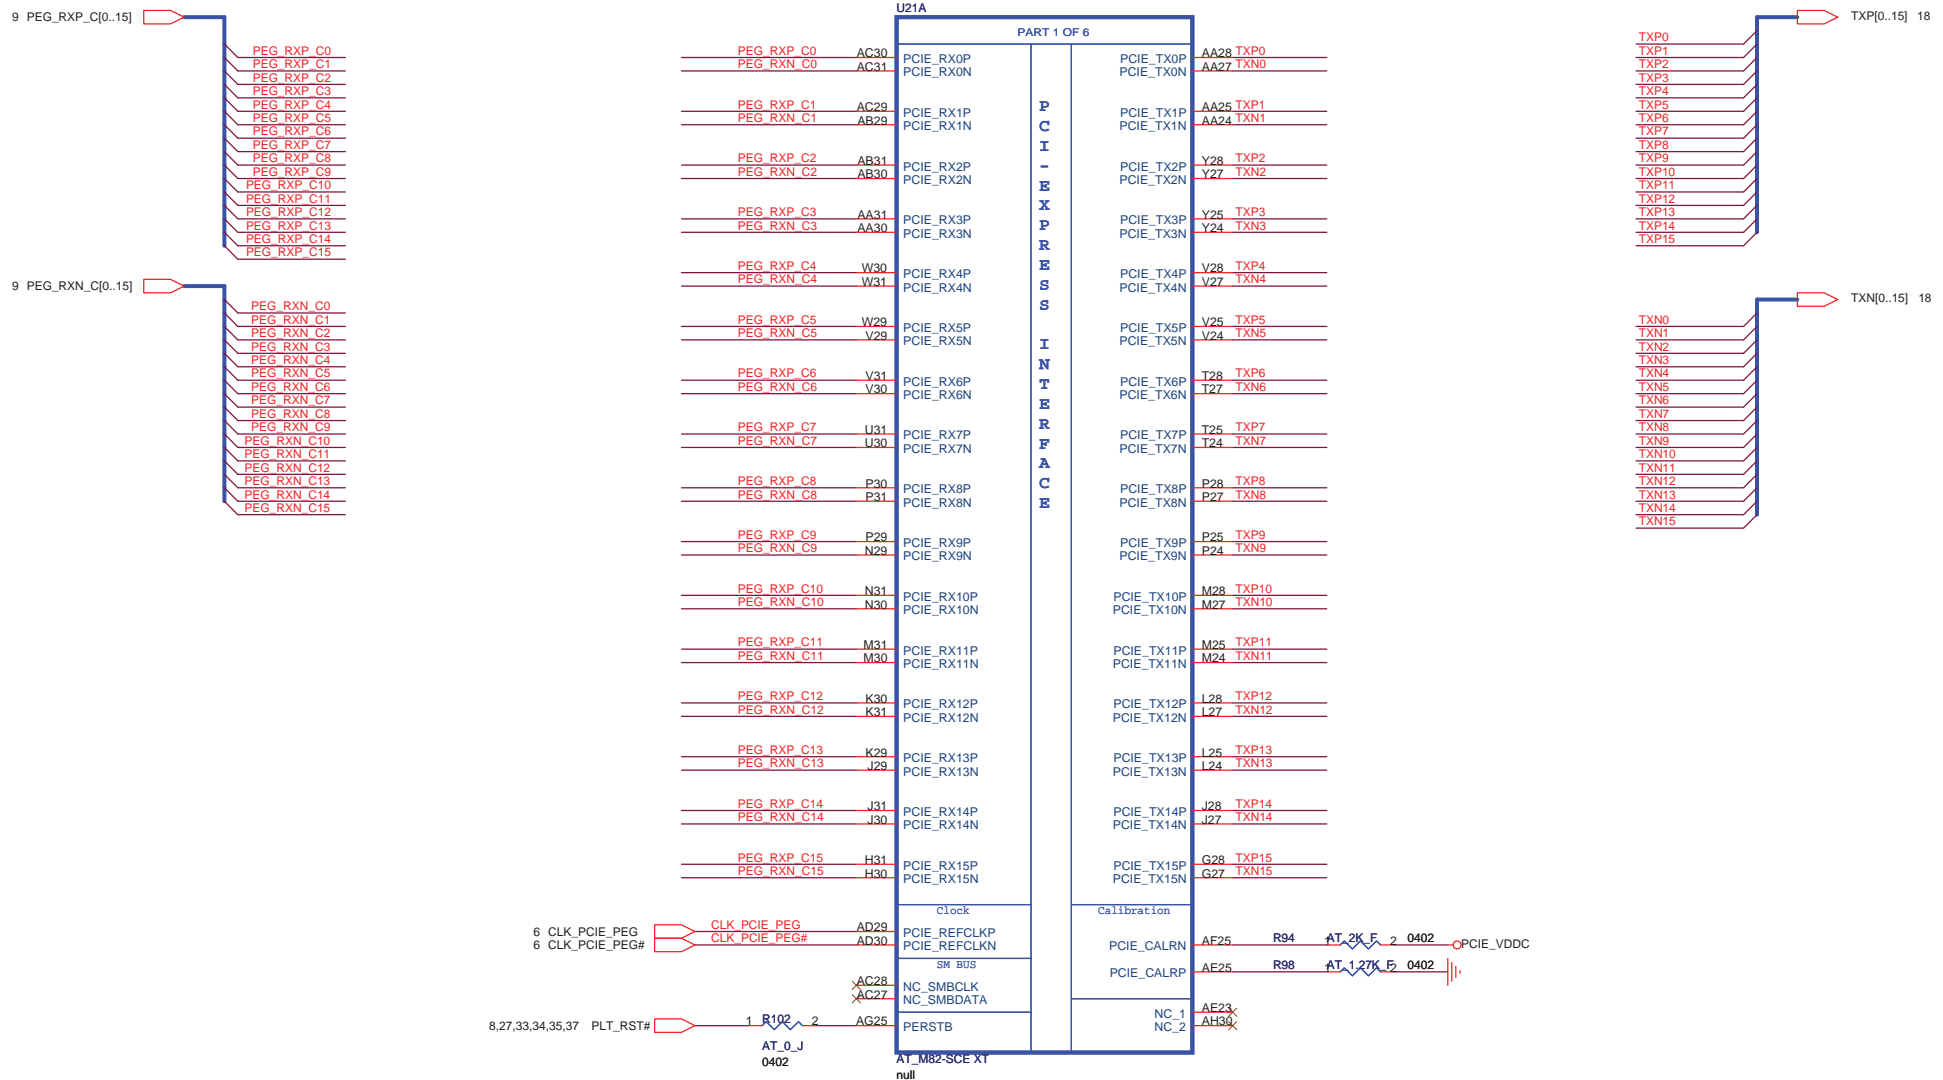 9 PEG_RXP_C[0..15]
PEG_RXP_C0
PEG_RXP_C1
PEG_RXP_C2
PEG_RXP_C3
PEG_RXP_C4
PEG_RXP_C5
PEG_RXP_C6
PEG_RXP_C7
PEG_RXP_C8
PEG_RXP_C9
PEG_RXP_C10
PEG_RXP_C11
PEG_RXP_C12
PEG_RXP_C13
PEG_RXP_C14
PEG_RXP_C15
9 PEG_RXN_C[0..15]
PEG_RXN_C0
PEG_RXN_C1
PEG_RXN_C2
PEG_RXN_C3
PEG_RXN_C4
PEG_RXN_C5
PEG_RXN_C6
PEG_RXN_C7
PEG_RXN_C8
PEG_RXN_C9
PEG_RXN_C10
PEG_RXN_C11
PEG_RXN_C12
PEG_RXN_C13
PEG_RXN_C14
PEG_RXN_C15
U21A
PART 1 OF 6
PEG_RXP_C0 AC30 PCIE_RX0P PCIE_TX0P AA28 TXP0
PEG_RXN_C0 AC31 PCIE_RX0N PCIE_TX0N AA27 TXN0
PEG_RXP_C1 AC29 PCIE_RX1P PCIE_TX1P AA25 TXP1
PEG_RXN_C1 AB29 PCIE_RX1N PCIE_TX1N AA24 TXN1
PEG_RXP_C2 AB31 PCIE_RX2P PCIE_TX2P Y28 TXP2
PEG_RXN_C2 AB30 PCIE_RX2N PCIE_TX2N Y27 TXN2
PEG_RXP_C3 AA31 PCIE_RX3P PCIE_TX3P Y25 TXP3
PEG_RXN_C3 AA30 PCIE_RX3N PCIE_TX3N Y24 TXN3
PEG_RXP_C4 W30 PCIE_RX4P PCIE_TX4P V28 TXP4
PEG_RXN_C4 W31 PCIE_RX4N PCIE_TX4N V27 TXN4
PEG_RXP_C5 W29 PCIE_RX5P PCIE_TX5P V25 TXP5
PEG_RXN_C5 V29 PCIE_RX5N PCIE_TX5N V24 TXN5
PEG_RXP_C6 V31 PCIE_RX6P PCIE_TX6P T28 TXP6
PEG_RXN_C6 V30 PCIE_RX6N PCIE_TX6N T27 TXN6
PEG_RXP_C7 U31 PCIE_RX7P PCIE_TX7P T25 TXP7
PEG_RXN_C7 U30 PCIE_RX7N PCIE_TX7N T24 TXN7
PEG_RXP_C8 P30 PCIE_RX8P PCIE_TX8P P28 TXP8
PEG_RXN_C8 P31 PCIE_RX8N PCIE_TX8N P27 TXN8
PEG_RXP_C9 P29 PCIE_RX9P PCIE_TX9P P25 TXP9
PEG_RXN_C9 N29 PCIE_RX9N PCIE_TX9N P24 TXN9
PEG_RXP_C10 N31 PCIE_RX10P PCIE_TX10P M28 TXP10
PEG_RXN_C10 N30 PCIE_RX10N PCIE_TX10N M27 TXN10
PEG_RXP_C11 M31 PCIE_RX11P PCIE_TX11P M25 TXP11
PEG_RXN_C11 M30 PCIE_RX11N PCIE_TX11N M24 TXN11
PEG_RXP_C12 K30 PCIE_RX12P PCIE_TX12P L28 TXP12
PEG_RXN_C12 K31 PCIE_RX12N PCIE_TX12N L27 TXN12
PEG_RXP_C13 K29 PCIE_RX13P PCIE_TX13P L25 TXP13
PEG_RXN_C13 J29 PCIE_RX13N PCIE_TX13N L24 TXN13
PEG_RXP_C14 J31 PCIE_RX14P PCIE_TX14P J28 TXP14
PEG_RXN_C14 J30 PCIE_RX14N PCIE_TX14N J27 TXN14
PEG_RXP_C15 H31 PCIE_RX15P PCIE_TX15P G28 TXP15
PEG_RXN_C15 H30 PCIE_RX15N PCIE_TX15N G27 TXN15
PCI-EXPRESS INTERFACE
Clock Calibration
6 CLK_PCIE_PEG CLK_PCIE_PEG AD29 PCIE_REFCLKP
6 CLK_PCIE_PEG# CLK_PCIE_PEG# AD30 PCIE_REFCLKN PCIE_CALRN AF25 R94 1 AT_2K_F 2 0402 PCIE_VDDC
SM BUS PCIE_CALRP AE25 R98 1 AT_1.27K_F 2 0402
AC28 NC_SMBCLK
AC27 NC_SMBDATA
NC_1 AE23
NC_2 AH30
8,27,33,34,35,37 PLT_RST# 1 R102 2 AG25 PERSTB
AT_0_J
0402
AT_M82-SCE XT
null
TXP[0..15] 18
TXP0
TXP1
TXP2
TXP3
TXP4
TXP5
TXP6
TXP7
TXP8
TXP9
TXP10
TXP11
TXP12
TXP13
TXP14
TXP15
TXN[0..15] 18
TXN0
TXN1
TXN2
TXN3
TXN4
TXN5
TXN6
TXN7
TXN8
TXN9
TXN10
TXN11
TXN12
TXN13
TXN14
TXN15